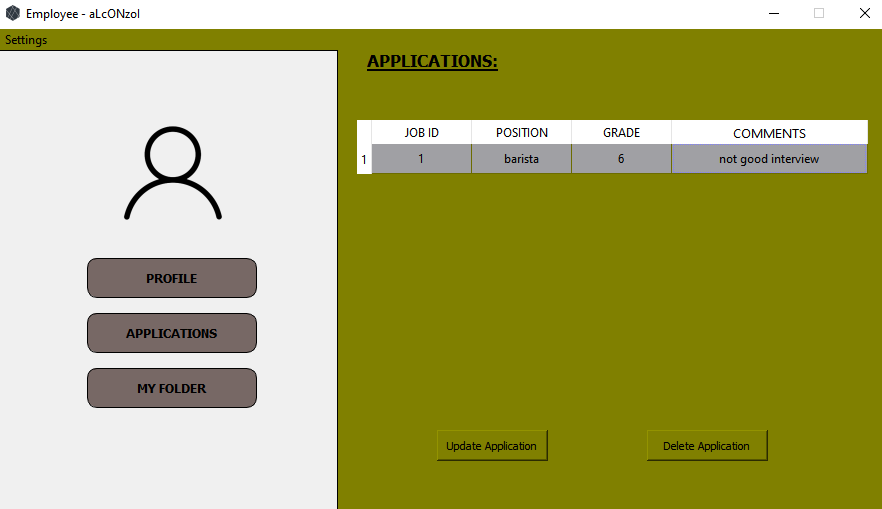 Employee - aLcONzol
Settings
APPLICATIONS:
JOB ID POSITION GRADE COMMENTS
1 1 barista 6 not good interview
PROFILE
APPLICATIONS
MY FOLDER
Update Application Delete Application